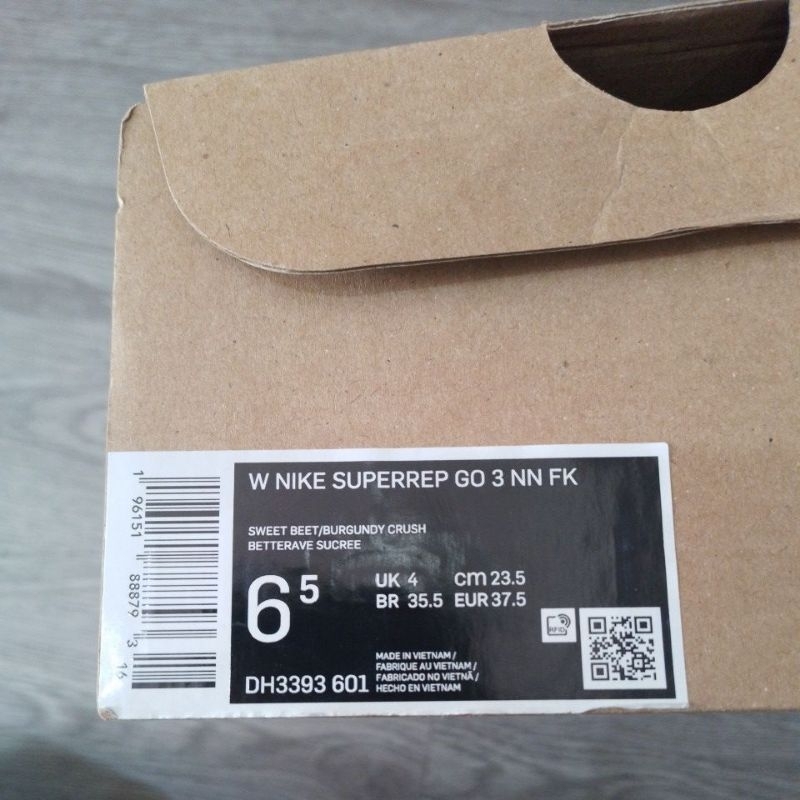 W NIKE SUPERREP GO 3 NN FK
SWEET BEET/BURGUNDY CRUSH
BETTERAVE SUCREE
6 5
UK 4 cm 23.5
BR 35.5 EUR 37.5
DH3393 601
MADE IN VIETNAM /
FABRIQUE AU VIETNAM /
FABRICADO NO VIETNÃ /
HECHO EN VIETNAM
RFID
1 96151 88879 3 16